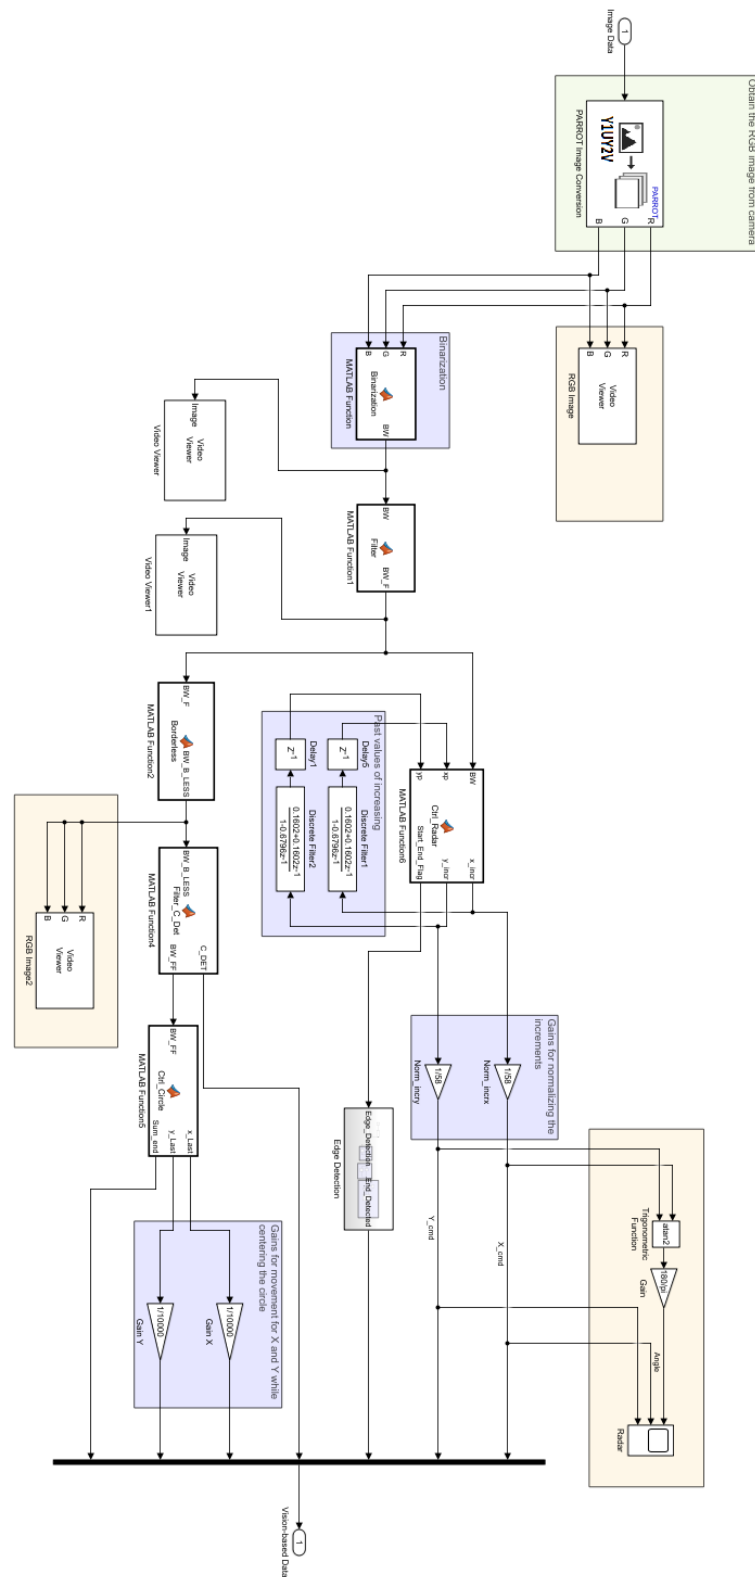 1
Image Data
Obtain the RGB image from camera
Y1UY2V
PARROT
R
G
B
PARROT Image Conversion
R
G
B
Video
Viewer
RGB Image
Binarization
R
G
B
Binarization
BW
MATLAB Function
Image
Video
Viewer
Video Viewer
BW
Filter
BW_F
MATLAB Function1
Image
Video
Viewer
Video Viewer1
BW_F
Borderless
BW_B_LESS
MATLAB Function2
R
G
B
Video
Viewer
RGB Image2
BW_B_LESS
Filter_C_Det
C_DET
BW_FF
MATLAB Function4
BW_FF
Ctrl_Circle
x_Last
y_Last
Sum_end
MATLAB Function5
Past values of increasing
Z-1
Delay5
Z-1
Delay1
0.1602+0.1602z-1
1-0.6796z-1
Discrete Filter1
0.1602+0.1602z-1
1-0.6796z-1
Discrete Filter2
BW
xp
yp
Ctrl_Radar
x_incr
y_incr
Start_End_Flag
MATLAB Function6
Gains for normalizing the
increments
1/58
Norm_incrx
1/58
Norm_incry
Edge_Detection
End_Detected
Edge Detection
X_cmd
Y_cmd
atan2
Trigonometric
Function
180/pi
Gain
Angle
Radar
Gains for movement for X and Y while
centering the circle
1/10000
Gain X
1/10000
Gain Y
1
Vision-based Data